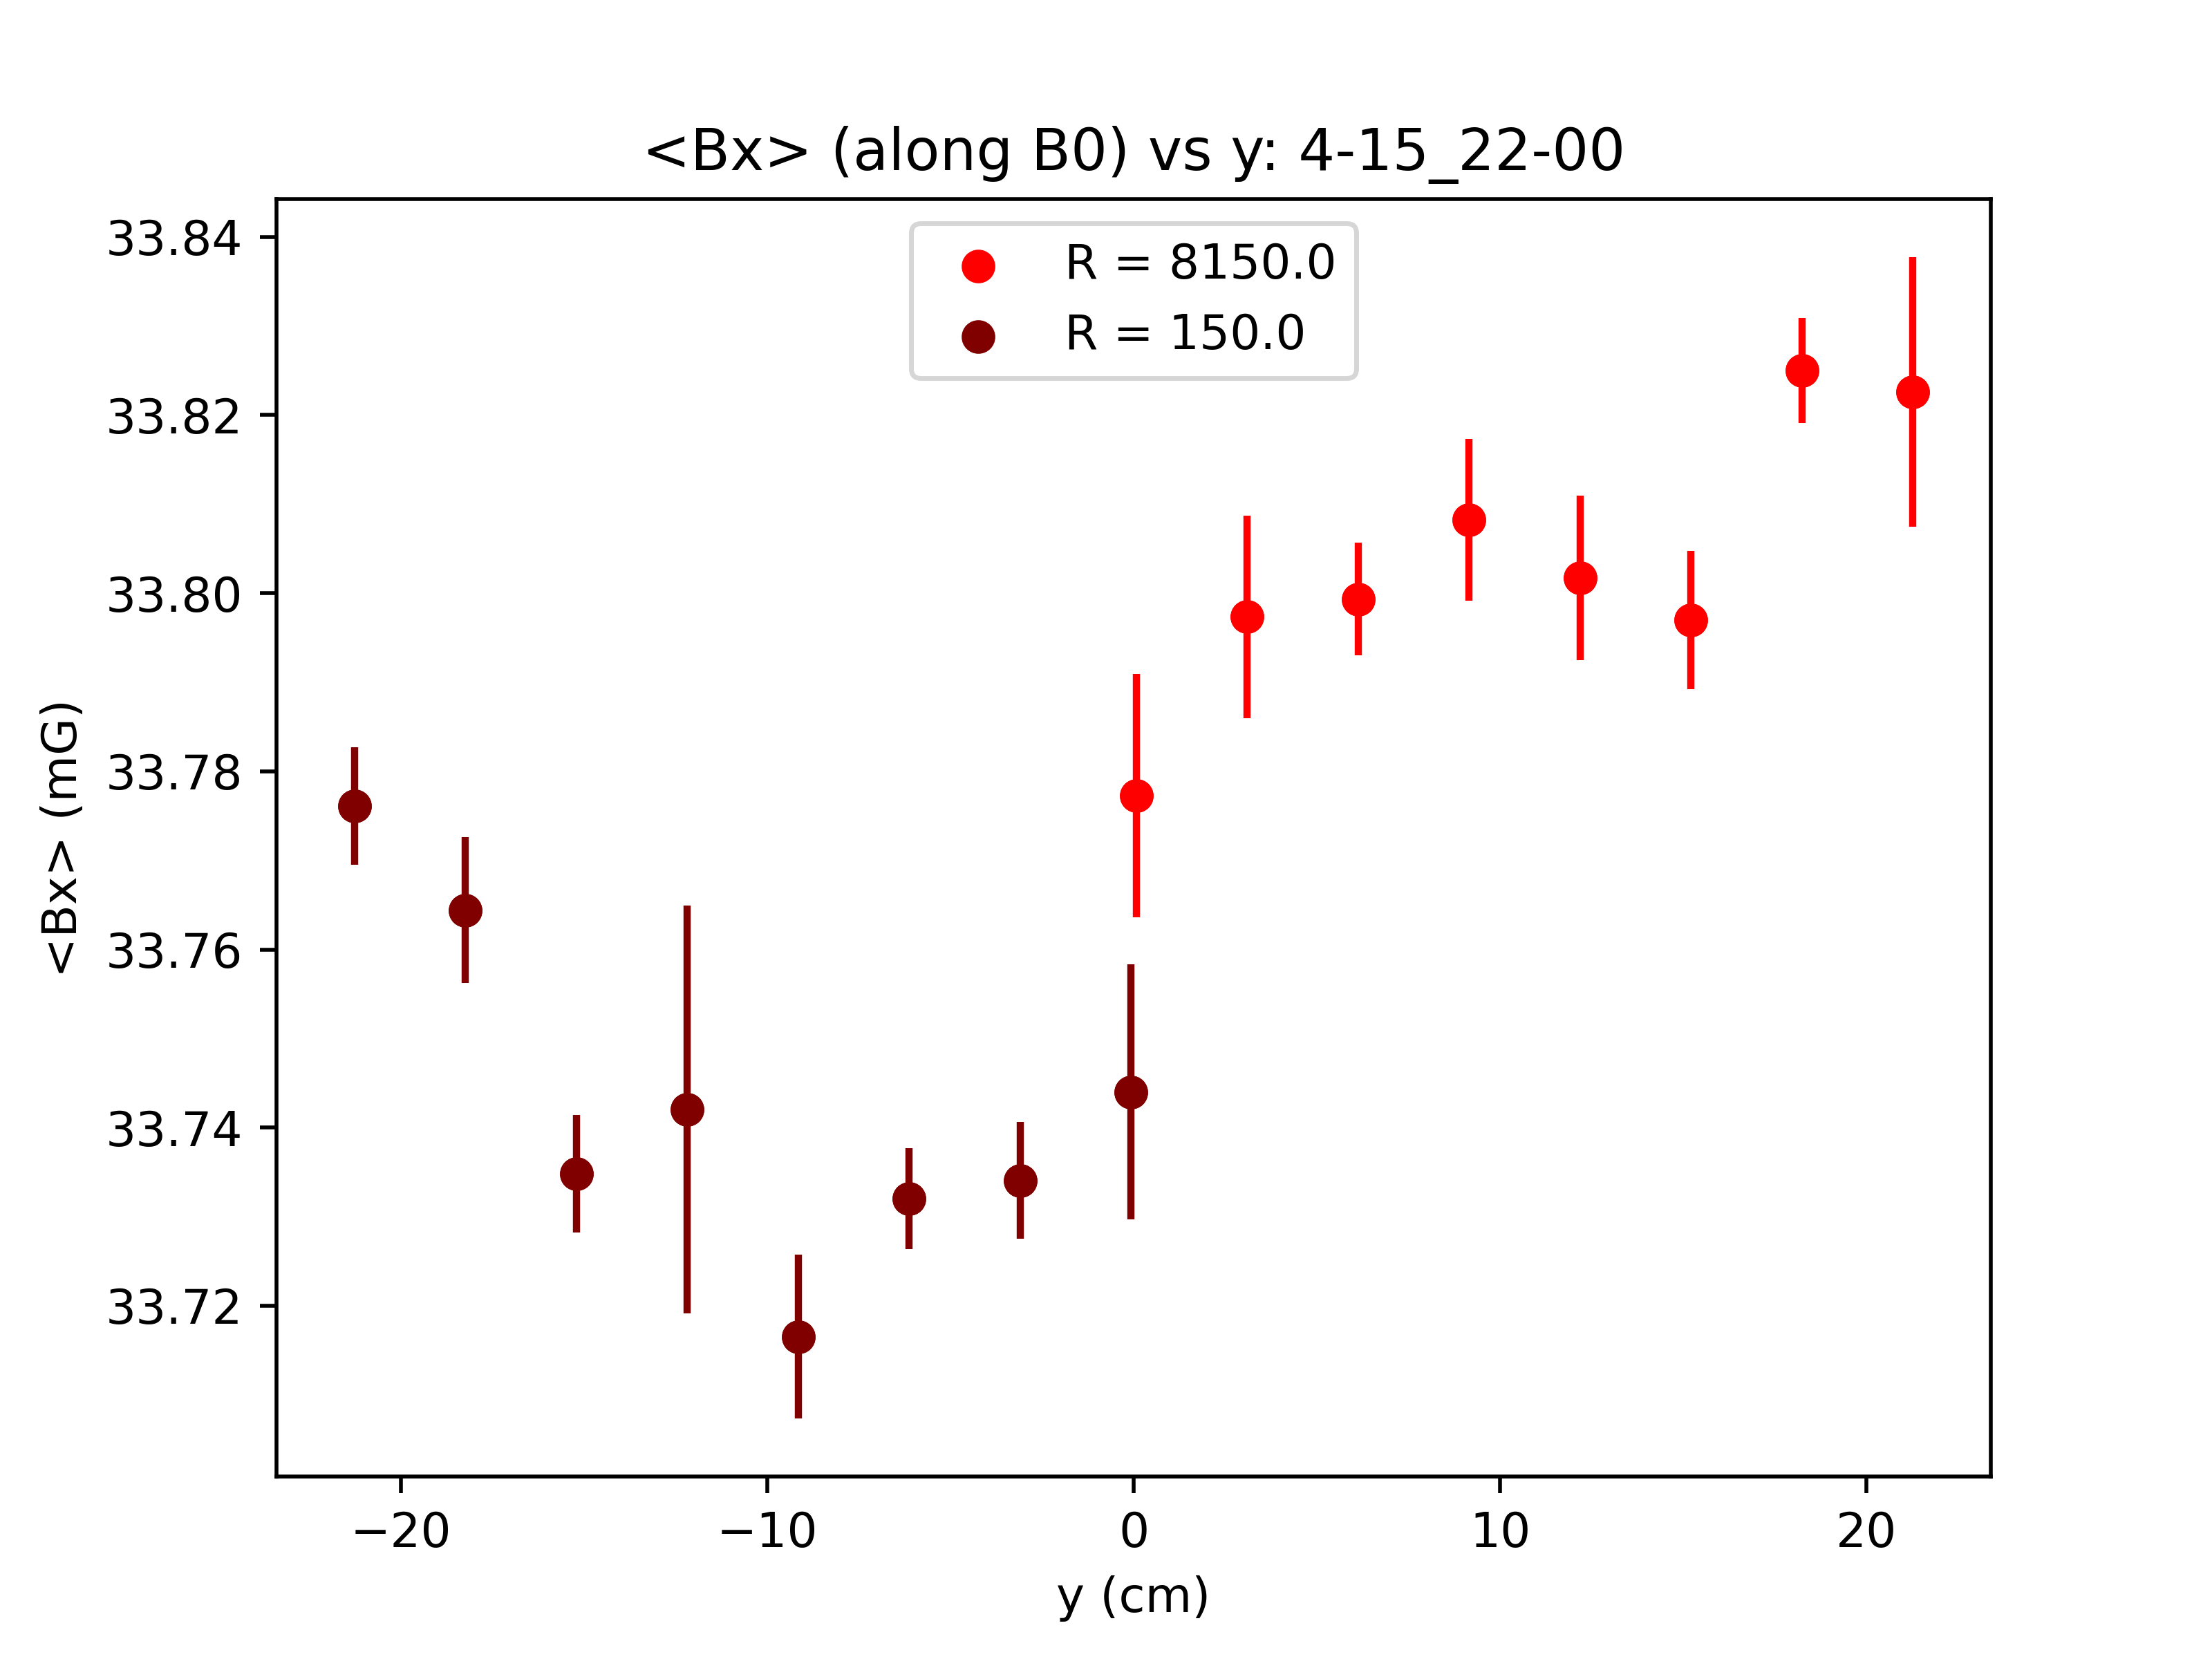 <Bx> (along B0) vs y: 4-15_22-00
R = 8150.0
R = 150.0
33.84
33.82
33.80
33.78
33.76
33.74
33.72
<Bx> (mG)
−20 −10 0 10 20
y (cm)